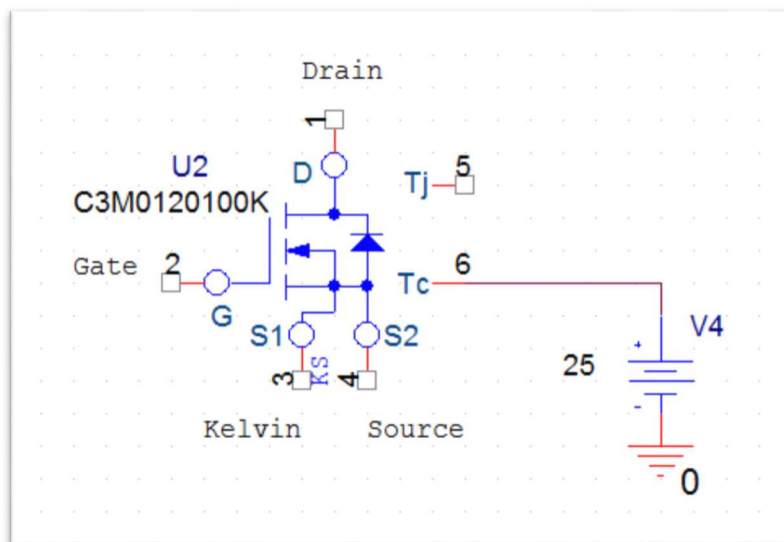 Drain
1
U2
D
5
Tj
C3M0120100K
Gate
2
G
Tc
6
S1
S2
3
KS
4
Kelvin
Source
V4
+
25
-
0